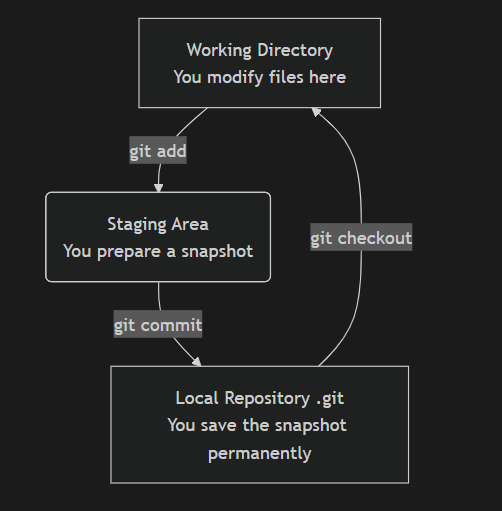 Working Directory
You modify files here
git add
Staging Area
You prepare a snapshot
git checkout
git commit
Local Repository .git
You save the snapshot
permanently